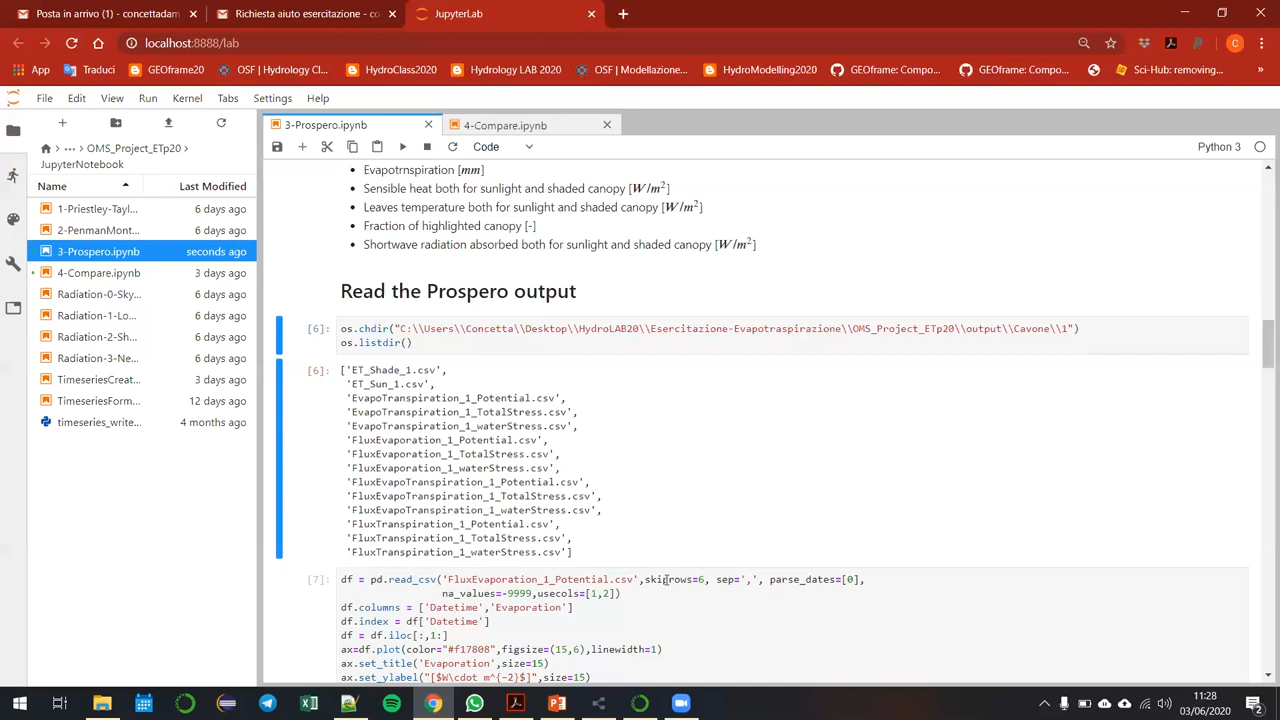 Posta in arrivo (1) - concettadam
Richiesta aiuto esercitazione - co
JupyterLab
localhost:8888/lab
App
Traduci
GEOframe20
OSF | Hydrology Cl...
HydroClass2020
Hydrology LAB 2020
OSF | Modellazione...
HydroModelling2020
GEOframe: Compo...
GEOframe: Compo...
Sci-Hub: removing...
»
C
File
Edit
View
Run
Kernel
Tabs
Settings
Help
3-Prospero.ipynb
4-Compare.ipynb
Code
Python 3
... OMS_Project_ETp20 >
JupyterNotebook
Name
Last Modified
1-Priestley-Tayl...
6 days ago
2-PenmanMont...
6 days ago
3-Prospero.ipynb
seconds ago
4-Compare.ipynb
3 days ago
Radiation-0-Sky...
6 days ago
Radiation-1-Lo...
6 days ago
Radiation-2-Sh...
6 days ago
Radiation-3-Ne...
6 days ago
TimeseriesCreat...
3 days ago
TimeseriesForm...
12 days ago
timeseries_write...
4 months ago
• Evapotrnspiration [mm]
• Sensible heat both for sunlight and shaded canopy [W/m²]
• Leaves temperature both for sunlight and shaded canopy [W/m²]
• Fraction of highlighted canopy [-]
• Shortwave radiation absorbed both for sunlight and shaded canopy [W/m²]
Read the Prospero output
[6]: os.chdir("C:\\Users\\Concetta\\Desktop\\HydroLAB20\\Esercitazione-Evapotraspirazione\\OMS_Project_ETp20\\output\\Cavone\\1")
os.listdir()
[6]: ['ET_Shade_1.csv',
'ET_Sun_1.csv',
'EvapoTranspiration_1_Potential.csv',
'EvapoTranspiration_1_TotalStress.csv',
'EvapoTranspiration_1_waterStress.csv',
'FluxEvaporation_1_Potential.csv',
'FluxEvaporation_1_TotalStress.csv',
'FluxEvaporation_1_waterStress.csv',
'FluxEvapoTranspiration_1_Potential.csv',
'FluxEvapoTranspiration_1_TotalStress.csv',
'FluxEvapoTranspiration_1_waterStress.csv',
'FluxTranspiration_1_Potential.csv',
'FluxTranspiration_1_TotalStress.csv',
'FluxTranspiration_1_waterStress.csv']
[7]: df = pd.read_csv('FluxEvaporation_1_Potential.csv',skiprows=6, sep=',', parse_dates=[0],
na_values=-9999,usecols=[1,2])
df.columns = ['Datetime','Evaporation']
df.index = df['Datetime']
df = df.iloc[:,1:]
ax=df.plot(color="#f17808",figsize=(15,6),linewidth=1)
ax.set_title('Evaporation',size=15)
ax.set_ylabel("[$W\cdot m^{-2}$]",size=15)
11:28
03/06/2020